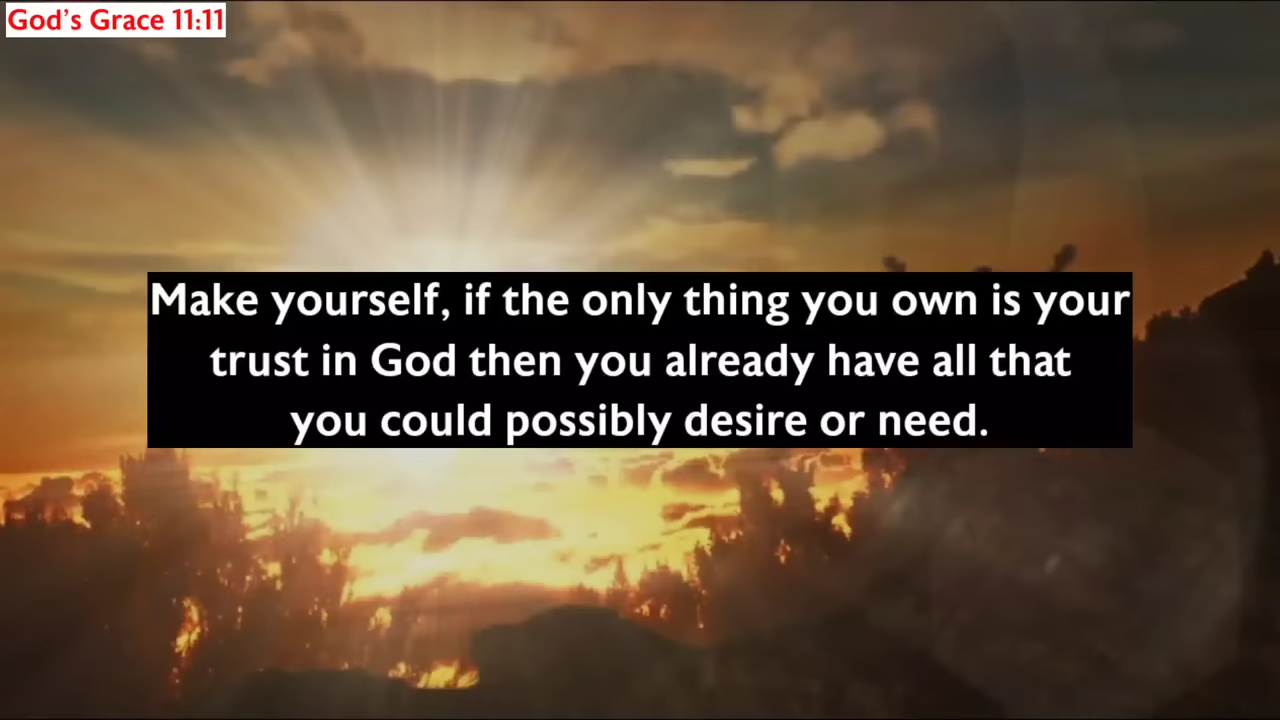 God's Grace 11:11
Make yourself, if the only thing you own is your
trust in God then you already have all that
you could possibly desire or need.